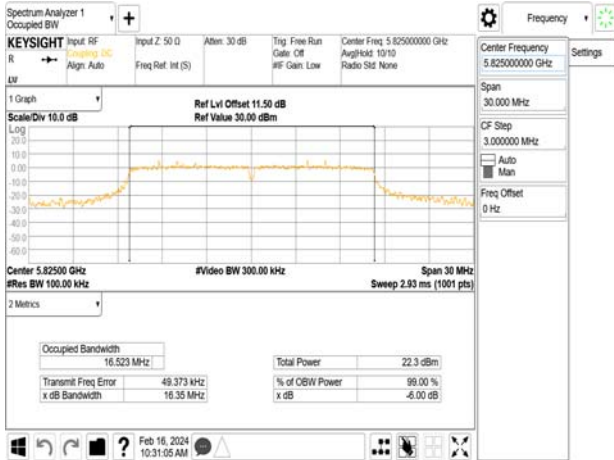 Spectrum Analyzer 1
Occupied BW
Frequency
KEYSIGHT Input: RF Input Z: 50 Ω Atten: 30 dB Trig: Free Run Center Freq: 5.825000000 GHz
R Coupling: DC Gate: Off Avg|Hold: 10/10
Align: Auto Freq Ref: Int (S) #IF Gain: Low Radio Std: None
Center Frequency
5.825000000 GHz
Settings
Span
30.000 MHz
CF Step
3.000000 MHz
Auto
Man
Freq Offset
0 Hz
1 Graph
Ref Lvl Offset 11.50 dB
Scale/Div 10.0 dB Ref Value 30.00 dBm
Log
20.0
10.0
0.00
-10.0
-20.0
-30.0
-40.0
-50.0
-60.0
Center 5.82500 GHz #Video BW 300.00 kHz Span 30 MHz
#Res BW 100.00 kHz Sweep 2.93 ms (1001 pts)
2 Metrics
Occupied Bandwidth
16.523 MHz Total Power 22.3 dBm
Transmit Freq Error 49.373 kHz % of OBW Power 99.00 %
x dB Bandwidth 16.35 MHz x dB -6.00 dB
Feb 16, 2024
10:31:05 AM